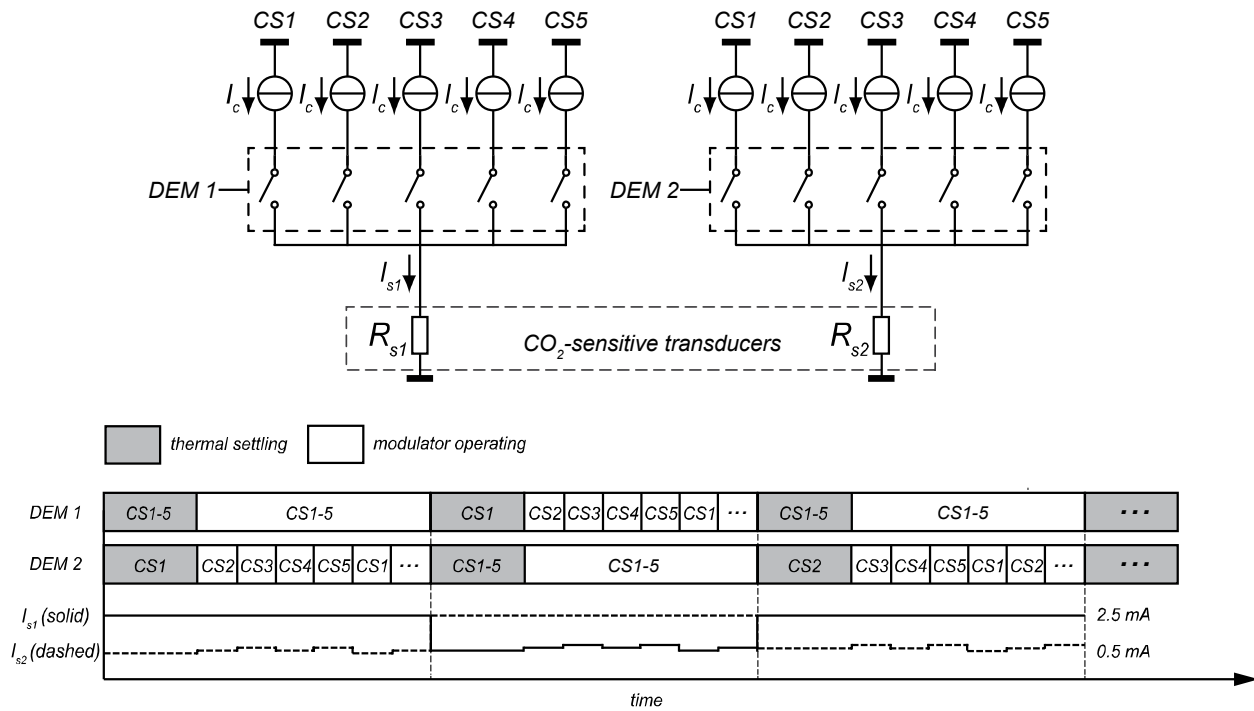 CS1 CS2 CS3 CS4 CS5 CS1 CS2 CS3 CS4 CS5
Ic Ic Ic Ic Ic Ic Ic Ic Ic Ic
DEM 1 DEM 2
Is1 Is2
Rs1 CO2-sensitive transducers Rs2
thermal settling modulator operating
DEM 1 CS1-5 CS1-5 CS1 CS2 CS3 CS4 CS5 CS1 ... CS1-5 CS1-5 ...
DEM 2 CS1 CS2 CS3 CS4 CS5 CS1 ... CS1-5 CS1-5 CS2 CS3 CS4 CS5 CS1 CS2 ... ...
Is1 (solid) 2.5 mA
Is2 (dashed) 0.5 mA
time